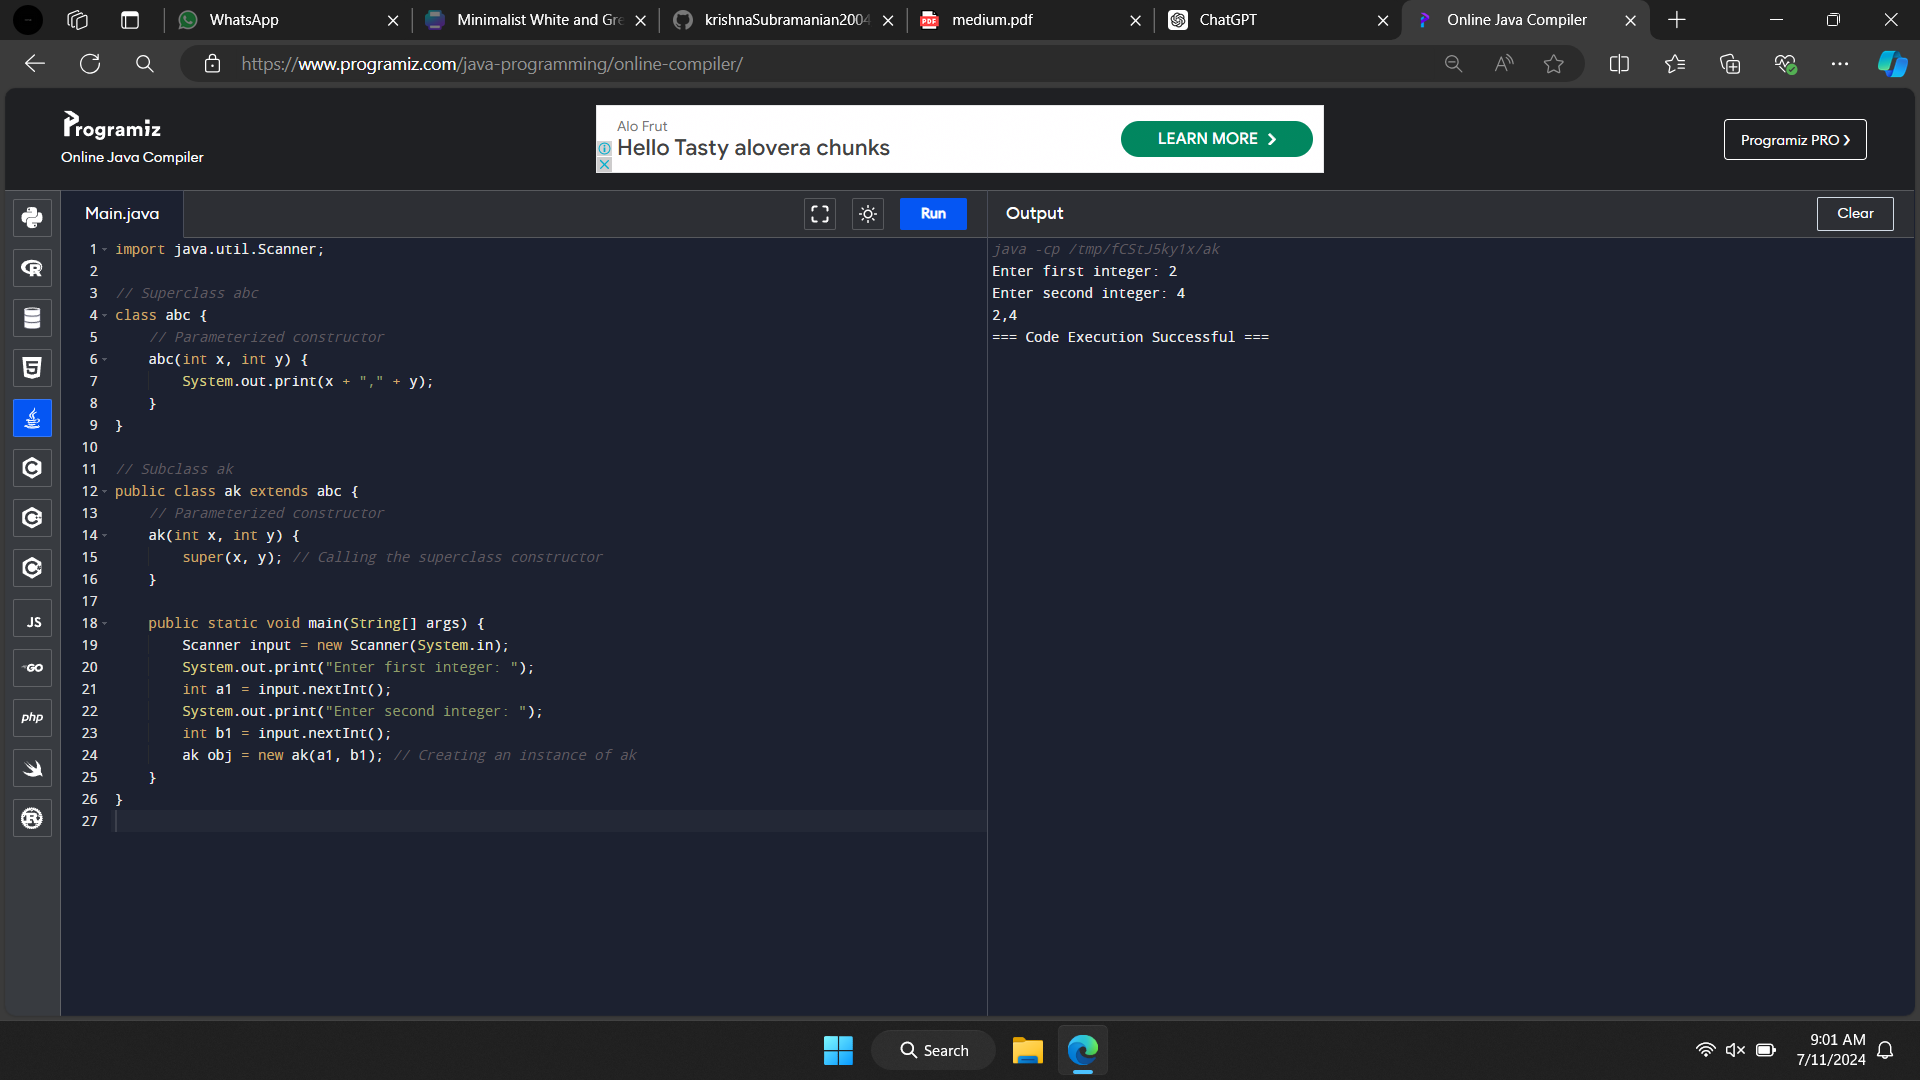 WhatsApp
Minimalist White and Gre
krishnaSubramanian2004
medium.pdf
ChatGPT
Online Java Compiler
https://www.programiz.com/java-programming/online-compiler/
Programiz
Online Java Compiler
Alo Frut
Hello Tasty alovera chunks
LEARN MORE
Programiz PRO
Main.java
Run
Output
Clear
1 import java.util.Scanner;
2
3 // Superclass abc
4 class abc {
5 // Parameterized constructor
6 abc(int x, int y) {
7 System.out.print(x + "," + y);
8 }
9 }
10
11 // Subclass ak
12 public class ak extends abc {
13 // Parameterized constructor
14 ak(int x, int y) {
15 super(x, y); // Calling the superclass constructor
16 }
17
18 public static void main(String[] args) {
19 Scanner input = new Scanner(System.in);
20 System.out.print("Enter first integer: ");
21 int a1 = input.nextInt();
22 System.out.print("Enter second integer: ");
23 int b1 = input.nextInt();
24 ak obj = new ak(a1, b1); // Creating an instance of ak
25 }
26 }
27
java -cp /tmp/fCStJ5ky1x/ak
Enter first integer: 2
Enter second integer: 4
2,4
=== Code Execution Successful ===
JS
GO
php
Search
9:01 AM
7/11/2024